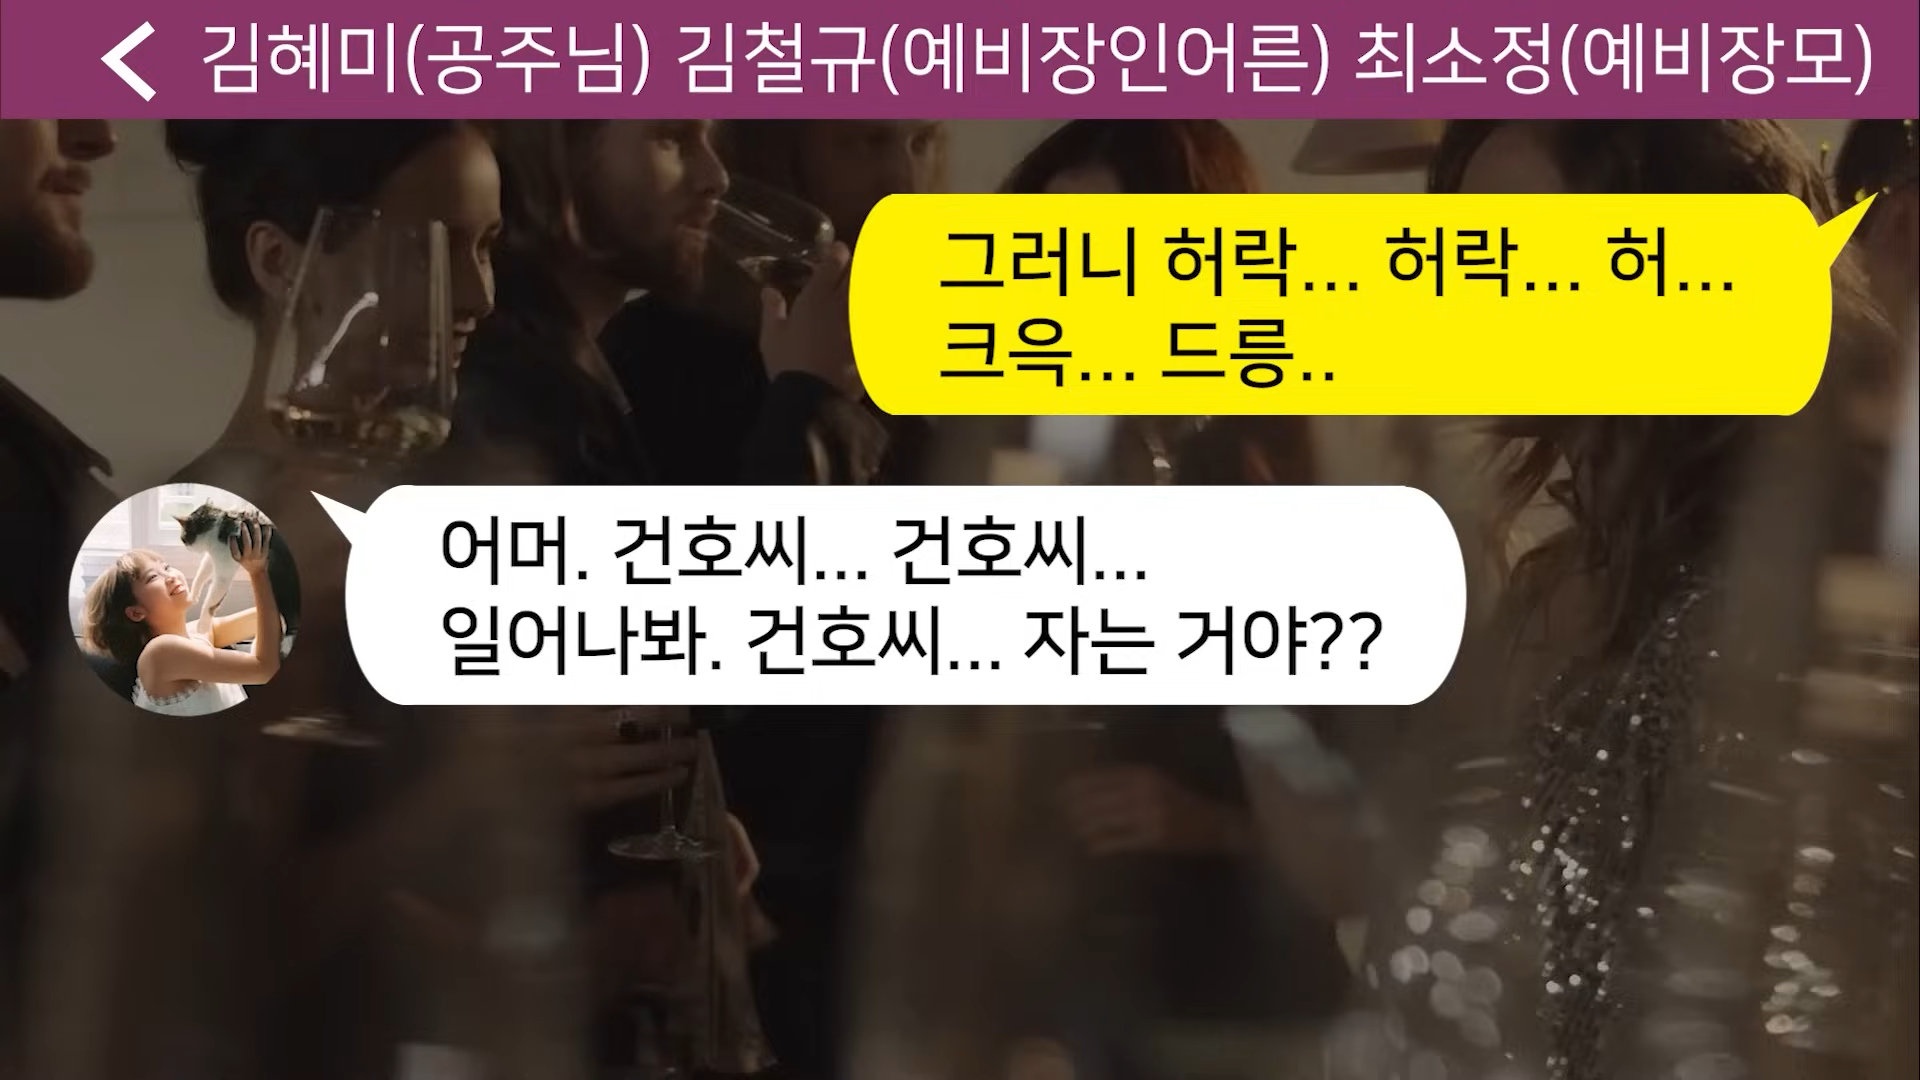 김혜미(공주님) 김철규(예비장인어른) 최소정(예비장모)
그러니 허락... 허락... 허...
크윽... 드릉..
어머. 건호씨... 건호씨...
일어나봐. 건호씨... 자는 거야??